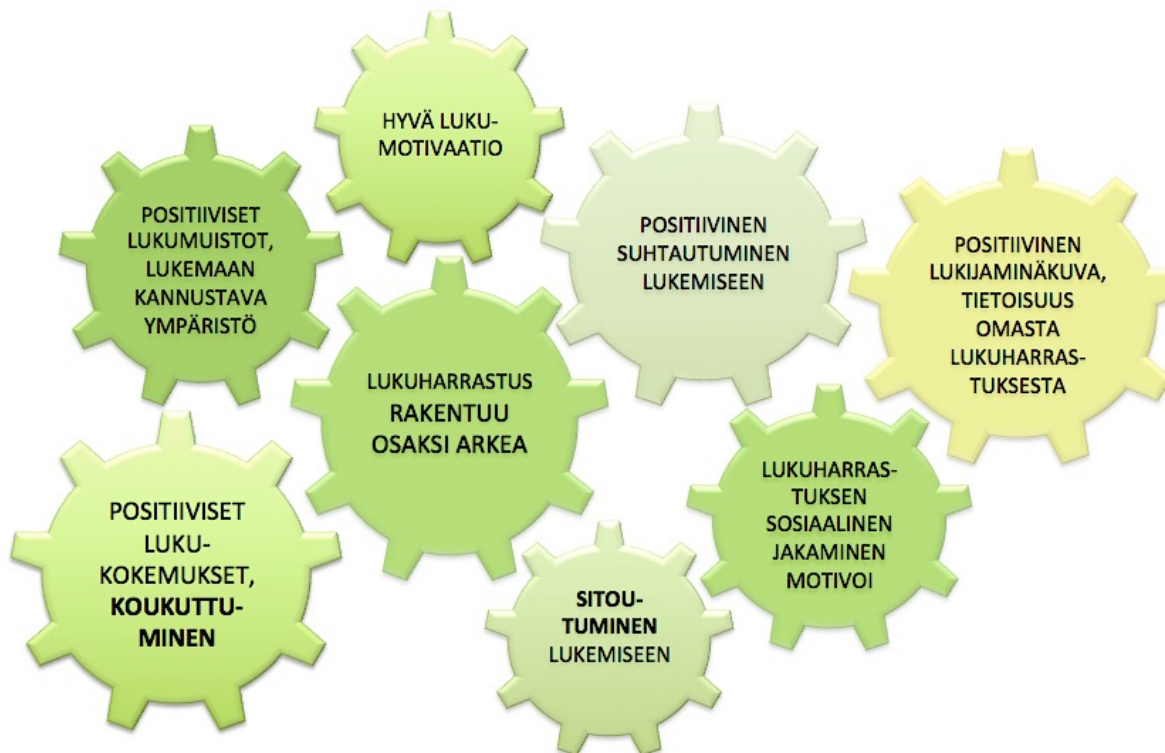 HYVÄ LUKU-
MOTIVAATIO
POSITIIVISET
LUKUMUISTOT,
LUKEMAAN
KANNUSTAVA
YMPÄRISTÖ
POSITIIVINEN
SUHTAUTUMINEN
LUKEMISEEN
POSITIIVINEN
LUKIJAMINÄKUVA,
TIETOISUUS
OMASTA
LUKUHARRAS-
TUKSESTA
LUKUHARRASTUS
RAKENTUU
OSAKSI ARKEA
POSITIIVISET
LUKU-
KOKEMUKSET,
KOUKUTTU-
MINEN
LUKUHARRAS-
TUKSEN
SOSIAALINEN
JAKAMINEN
MOTIVOI
SITOU-
TUMINEN
LUKEMISEEN